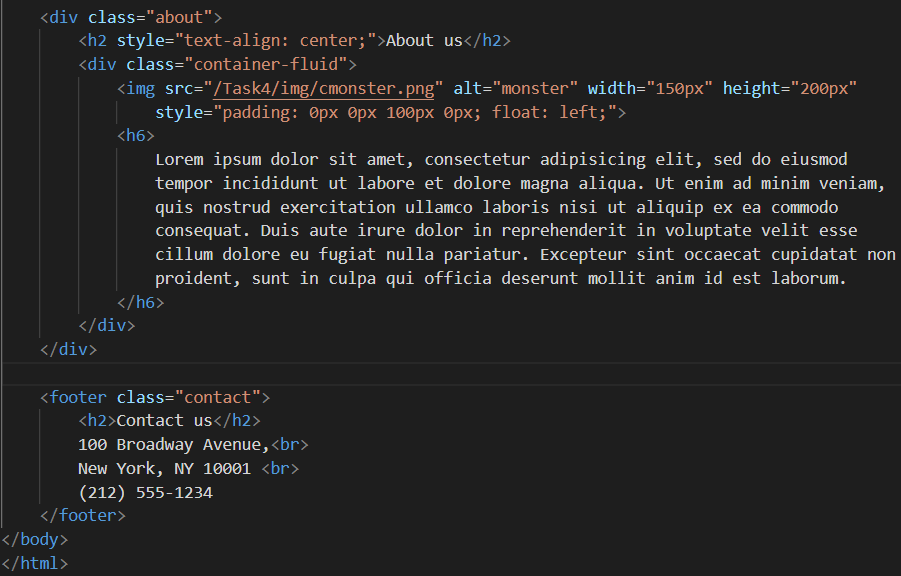 <div class="about">
<h2 style="text-align: center;">About us</h2>
<div class="container-fluid">
<img src="/Task4/img/cmonster.png" alt="monster" width="150px" height="200px"
style="padding: 0px 0px 100px 0px; float: left;">
<h6>
Lorem ipsum dolor sit amet, consectetur adipisicing elit, sed do eiusmod
tempor incididunt ut labore et dolore magna aliqua. Ut enim ad minim veniam,
quis nostrud exercitation ullamco laboris nisi ut aliquip ex ea commodo
consequat. Duis aute irure dolor in reprehenderit in voluptate velit esse
cillum dolore eu fugiat nulla pariatur. Excepteur sint occaecat cupidatat non
proident, sunt in culpa qui officia deserunt mollit anim id est laborum.
</h6>
</div>
</div>
<footer class="contact">
<h2>Contact us</h2>
100 Broadway Avenue,<br>
New York, NY 10001 <br>
(212) 555-1234
</footer>
</body>
</html>